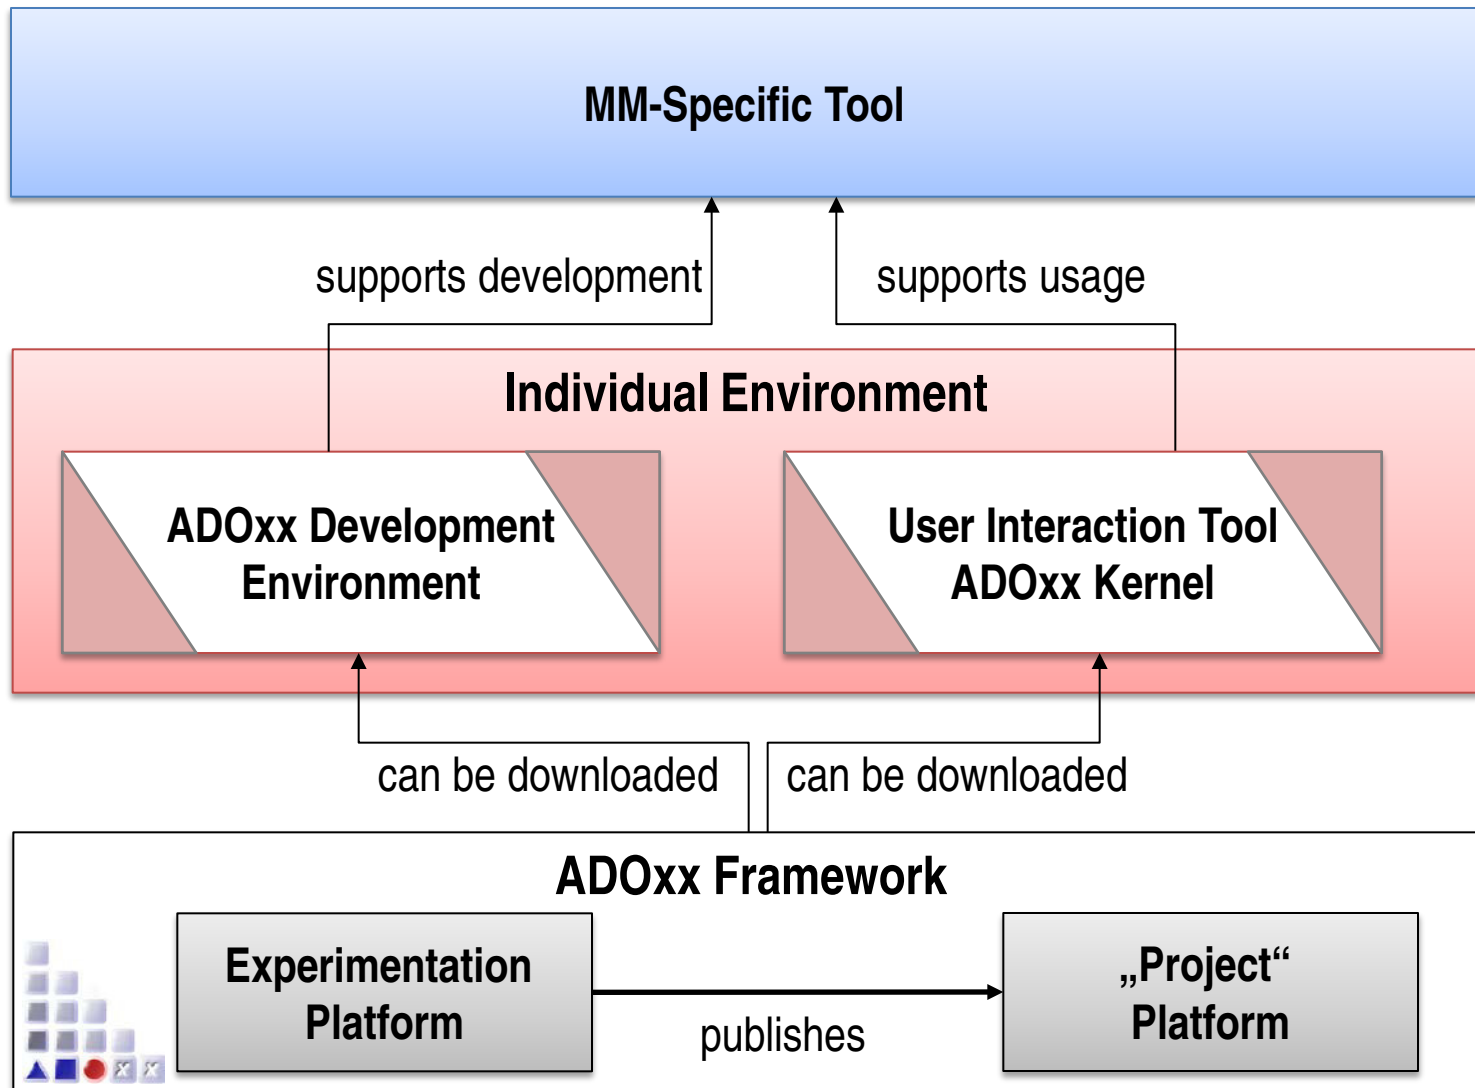 MM-Specific Tool
supports development
supports usage
Individual Environment
ADOxx Development
Environment
User Interaction Tool
ADOxx Kernel
can be downloaded
can be downloaded
ADOxx Framework
Experimentation
Platform
publishes
„Project“
Platform
X X